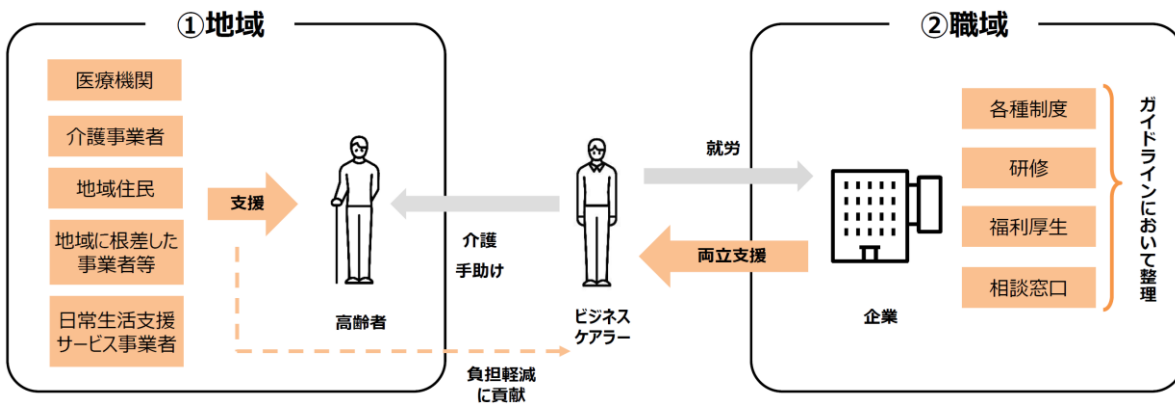 ①地域
医療機関
介護事業者
地域住民
地域に根差した
事業者等
日常生活支援
サービス事業者
支援
高齢者
介護
手助け
負担軽減
に貢献
ビジネス
ケアラー
就労
両立支援
②職域
企業
各種制度
研修
福利厚生
相談窓口
ガイドラインにおいて整理